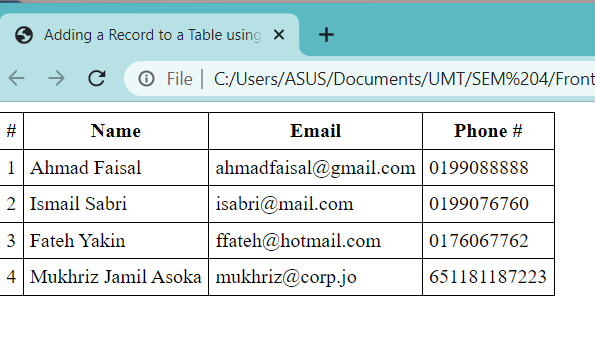 Adding a Record to a Table using
File | C:/Users/ASUS/Documents/UMT/SEM%204/Front
# Name Email Phone #
1 Ahmad Faisal ahmadfaisal@gmail.com 0199088888
2 Ismail Sabri isabri@mail.com 0199076760
3 Fateh Yakin ffateh@hotmail.com 0176067762
4 Mukhriz Jamil Asoka mukhriz@corp.jo 651181187223